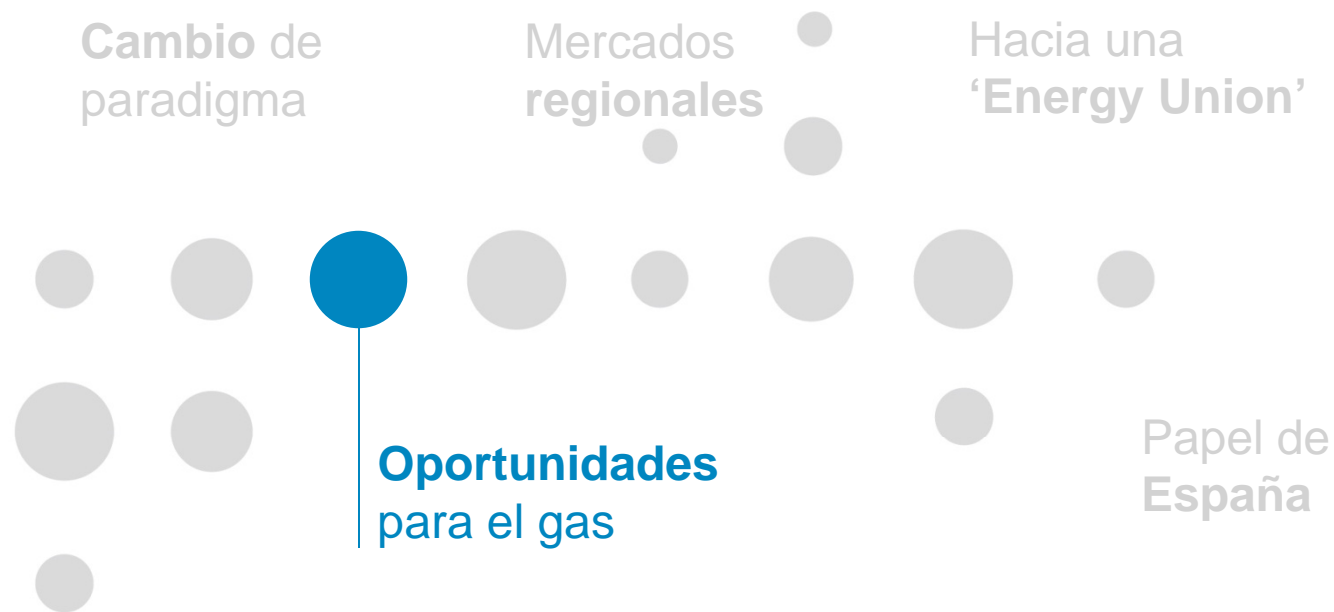 Cambio de
paradigma
Mercados
regionales
Hacia una
‘Energy Union’
Oportunidades
para el gas
Papel de
España